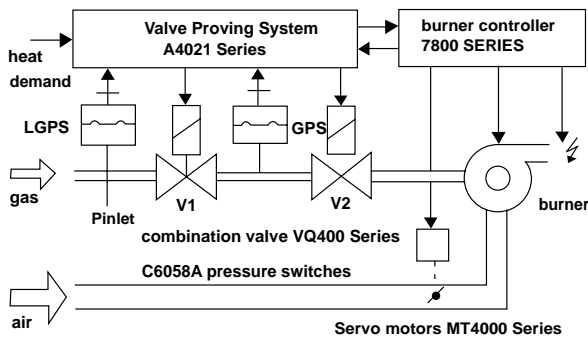 Valve Proving System
A4021 Series
burner controller
7800 SERIES
heat
demand
LGPS
GPS
gas
Pinlet
V1
V2
burner
combination valve VQ400 Series
C6058A pressure switches
air
Servo motors MT4000 Series